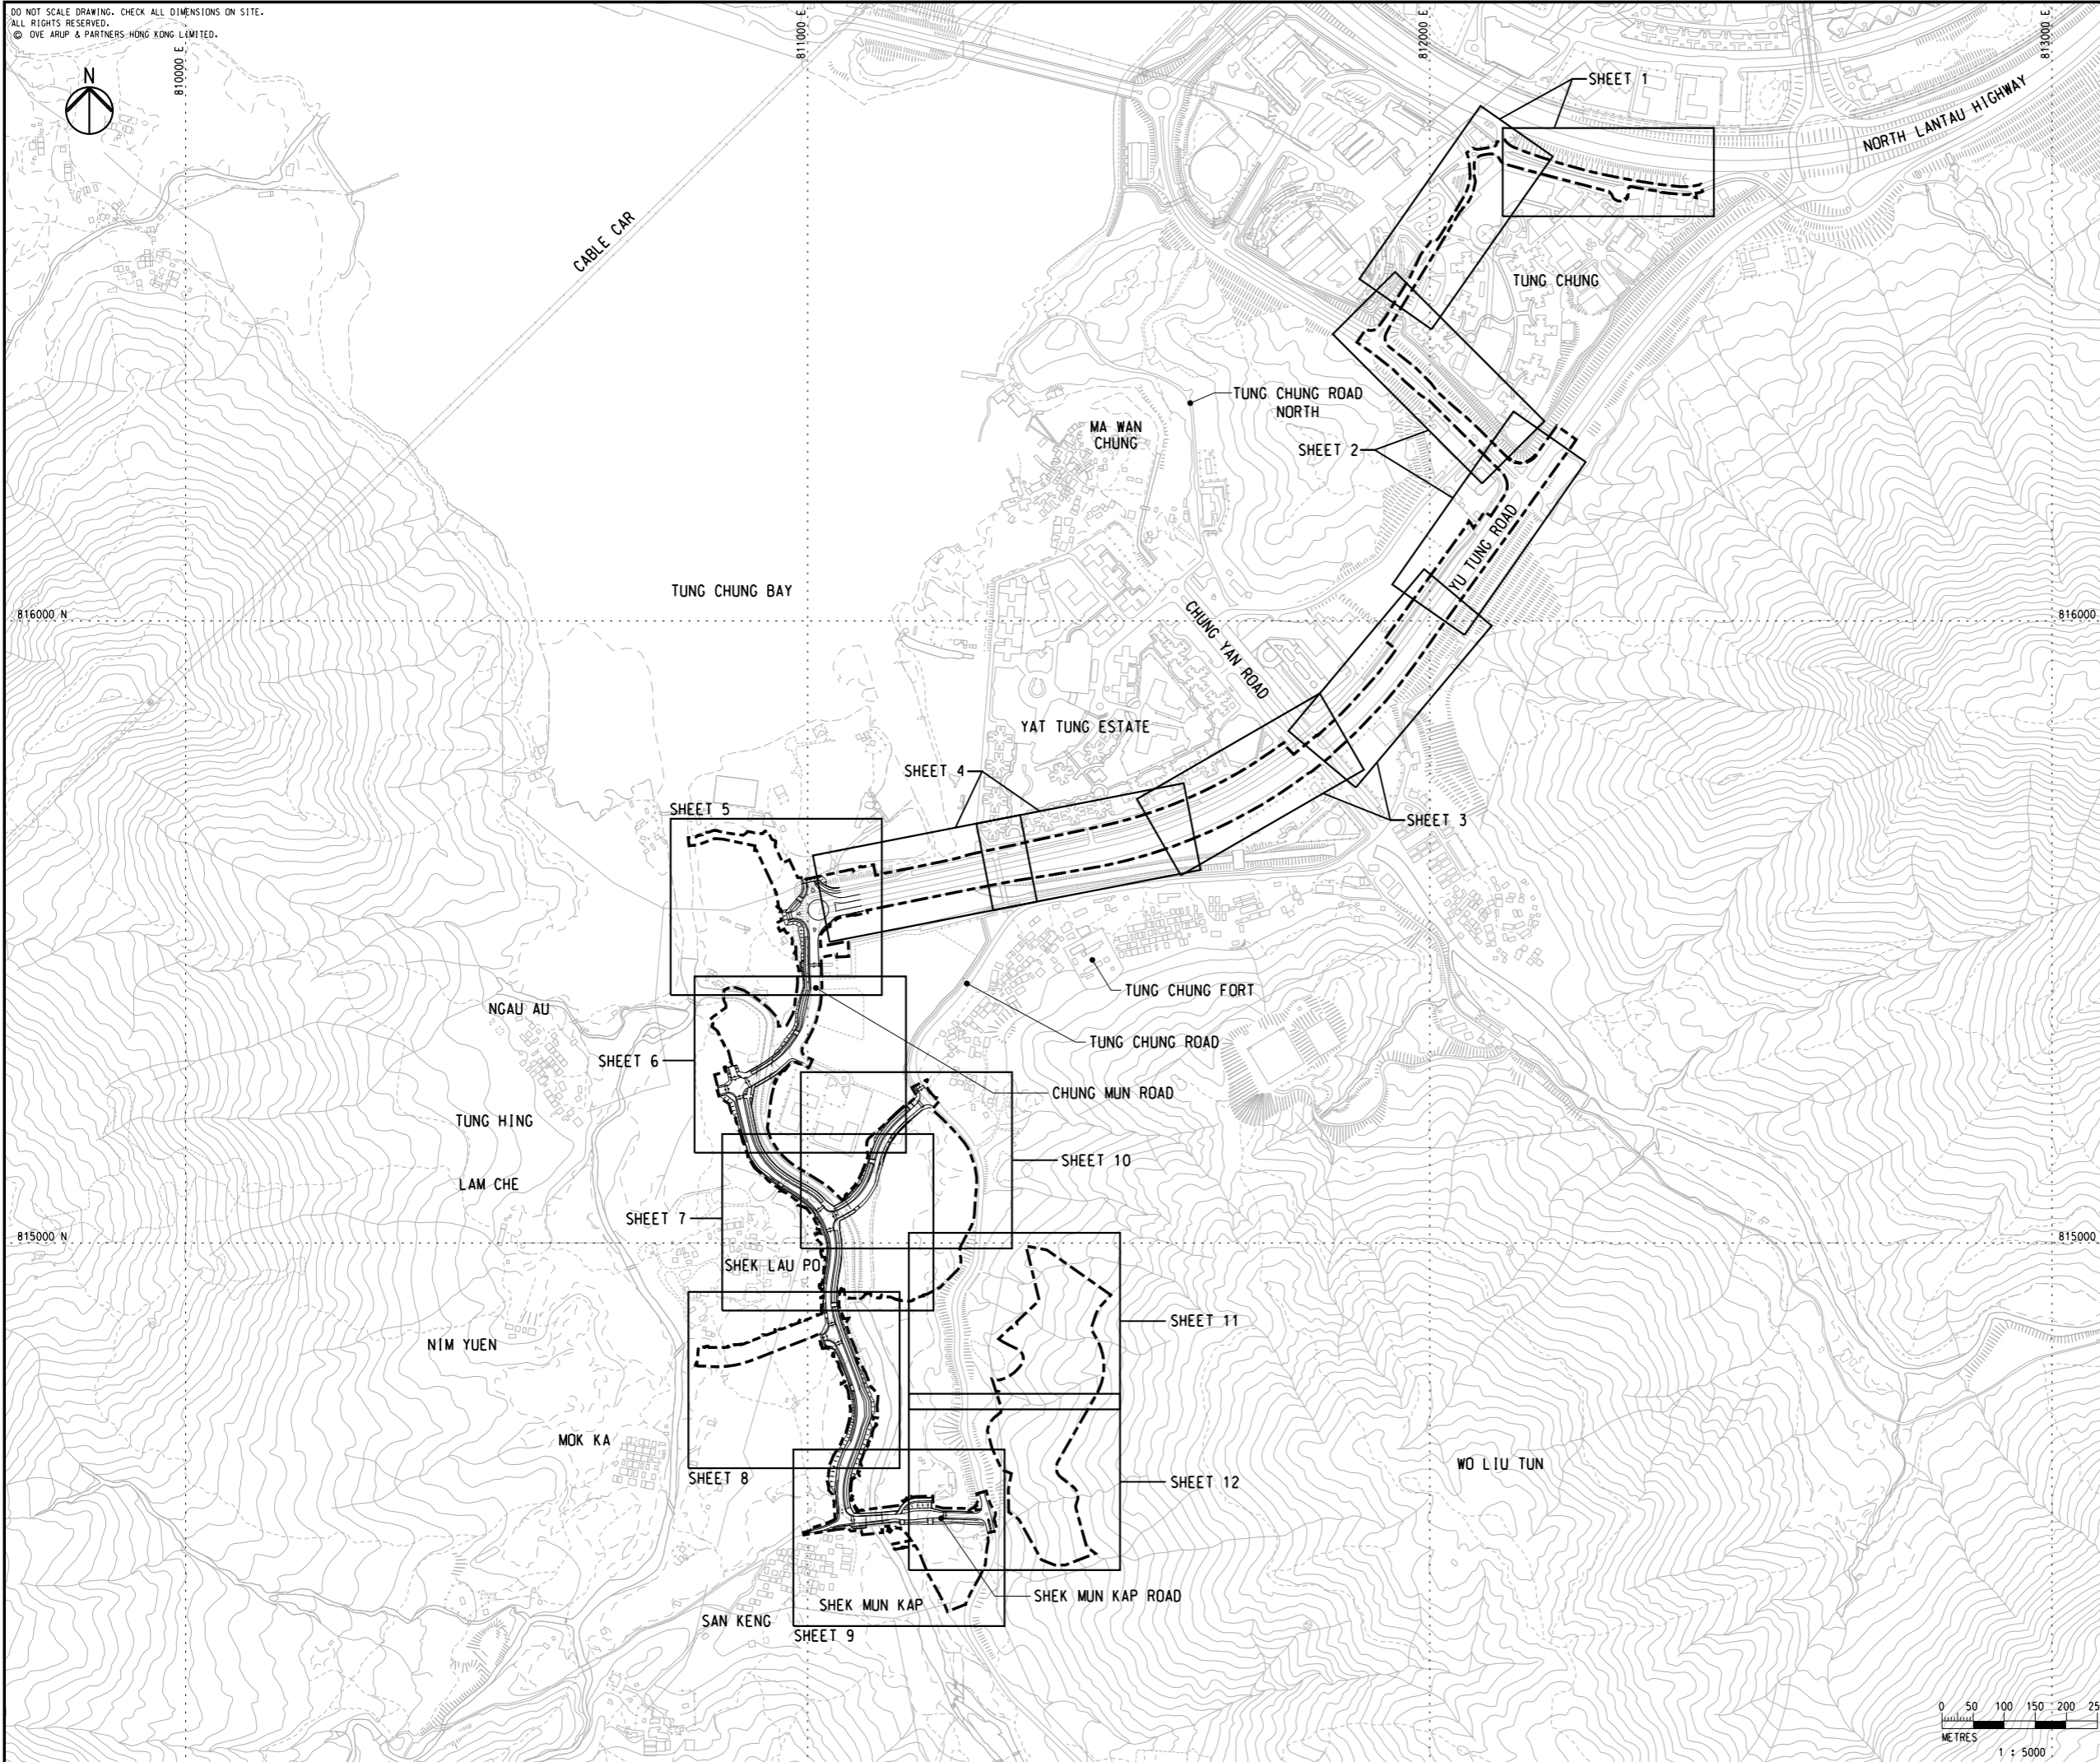 DO NOT SCALE DRAWING. CHECK ALL DIMENSIONS ON SITE.
ALL RIGHTS RESERVED.
© OVE ARUP & PARTNERS HONG KONG LIMITED.
N
810000 E
811000 E
812000 E
813000 E
SHEET 1
NORTH LANTAU HIGHWAY
CABLE CAR
TUNG CHUNG
TUNG CHUNG ROAD
NORTH
MA WAN
CHUNG
SHEET 2
YU TUNG ROAD
TUNG CHUNG BAY
816000 N
816000
CHUNG YAN ROAD
YAT TUNG ESTATE
SHEET 4
SHEET 5
SHEET 3
TUNG CHUNG FORT
NGAU AU
TUNG CHUNG ROAD
SHEET 6
CHUNG MUN ROAD
TUNG HING
SHEET 10
LAM CHE
SHEET 7
815000 N
815000
SHEK LAU PO
SHEET 11
NIM YUEN
MOK KA
WO LIU TUN
SHEET 8
SHEET 12
SHEK MUN KAP ROAD
SHEK MUN KAP
SAN KENG
SHEET 9
0 50 100 150 200 25
METRES
1 : 5000